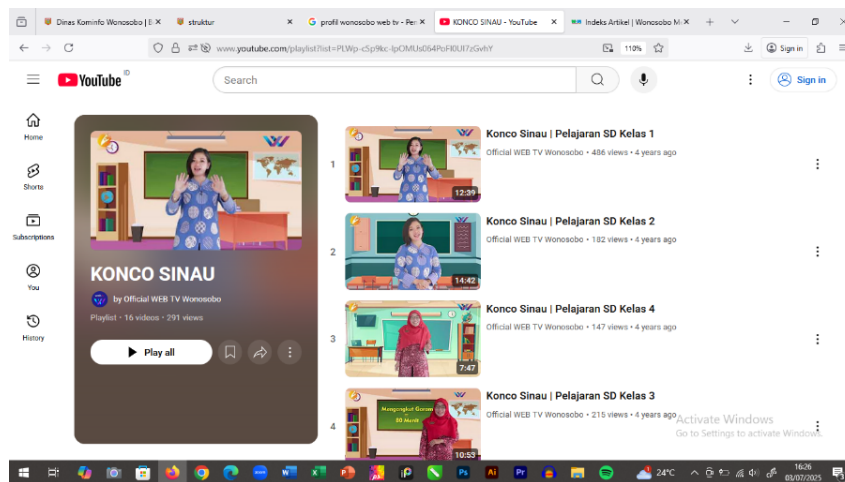 Dinas Kominfo Wonosobo | E
struktur
profil wonosobo web tv - Pen
KONCO SINAU - YouTube
Indeks Artikel | Wonosobo M
www.youtube.com/playlist?list=PLWp-cSp9kc-lpOMUs064PoFl0UI7zGvhY
110%
Sign in
YouTube
ID
Search
Sign in
Home
Shorts
Subscriptions
You
History
KONCO SINAU
by Official WEB TV Wonosobo
Playlist • 16 videos • 291 views
Play all
1
12:39
Konco Sinau | Pelajaran SD Kelas 1
Official WEB TV Wonosobo • 486 views • 4 years ago
2
14:42
Konco Sinau | Pelajaran SD Kelas 2
Official WEB TV Wonosobo • 182 views • 4 years ago
3
7:47
Konco Sinau | Pelajaran SD Kelas 4
Official WEB TV Wonosobo • 147 views • 4 years ago
4
Mengangkat Garam
10 Menit
10:53
Konco Sinau | Pelajaran SD Kelas 3
Official WEB TV Wonosobo • 215 views • 4 years ago
Activate Windows
Go to Settings to activate Windows.
24°C
16:26
03/07/2025